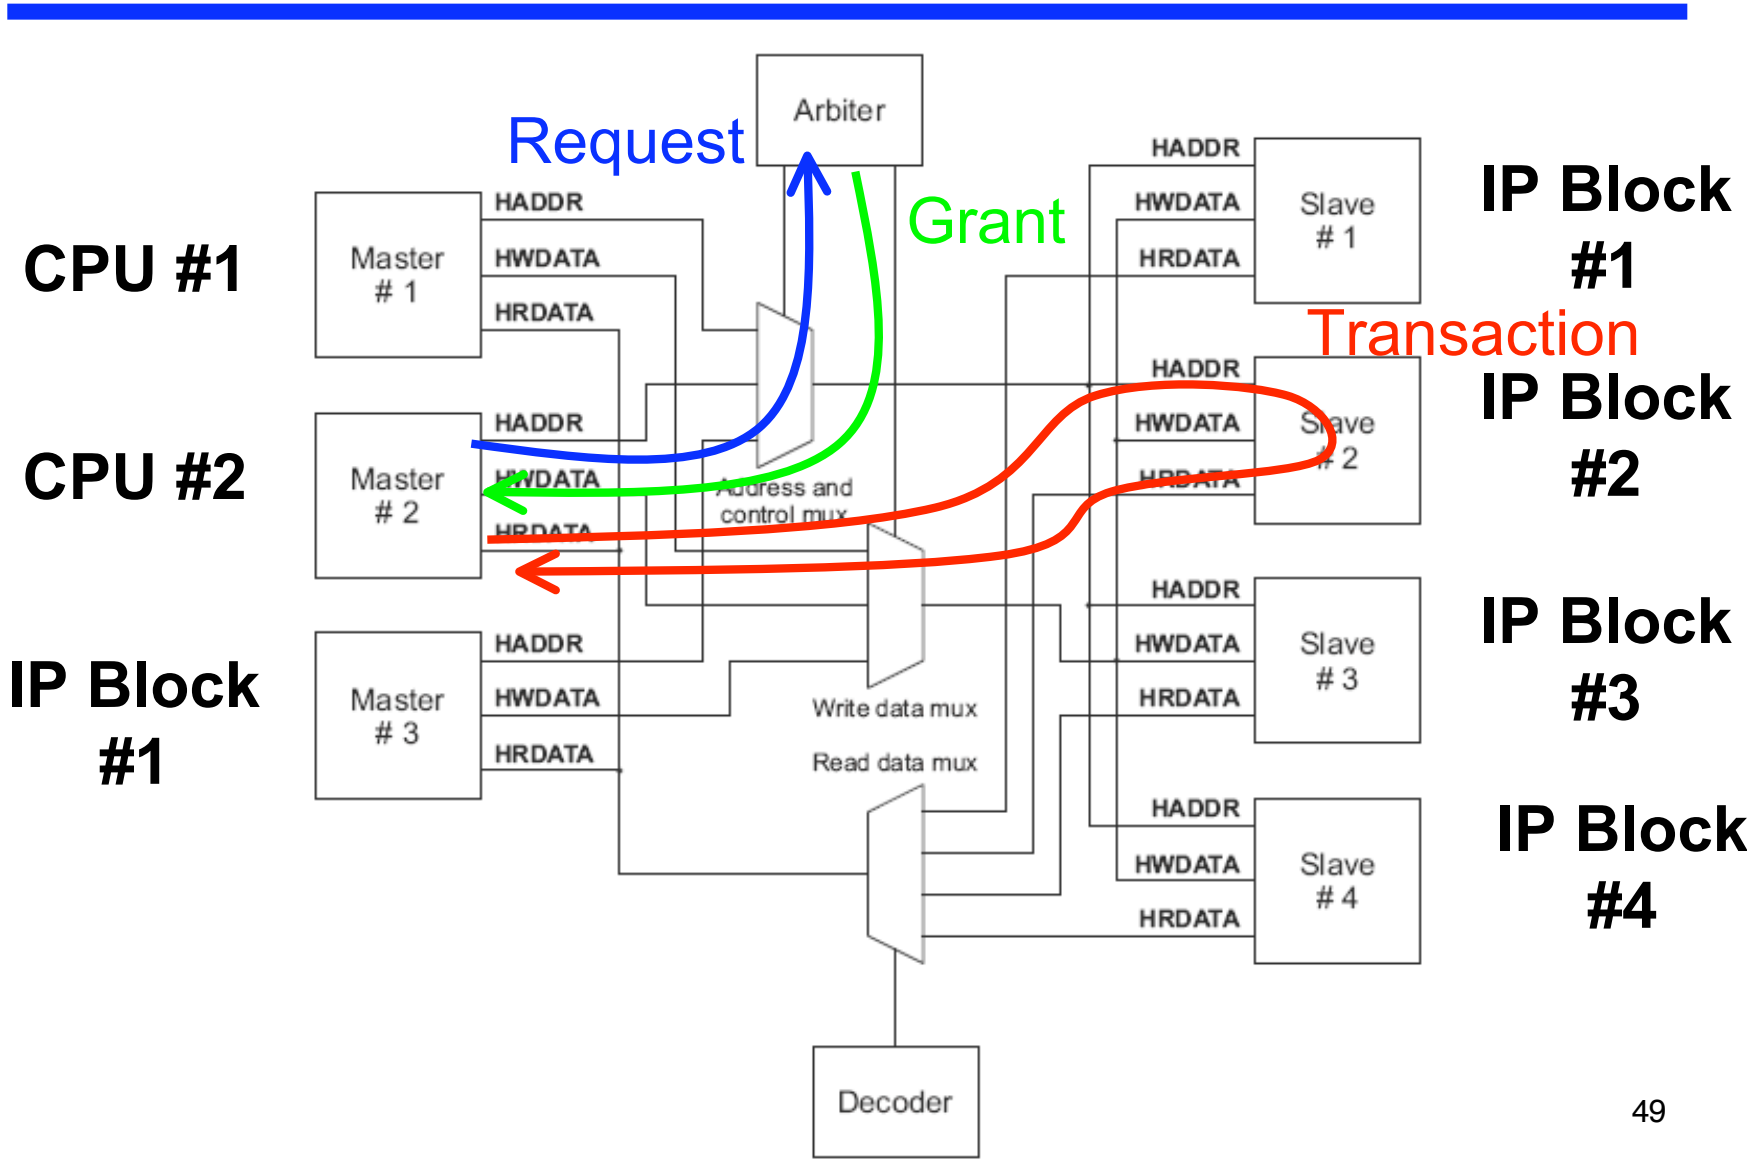 Arbiter
Request
Grant
CPU #1
Master
# 1
HADDR
HWDATA
HRDATA
CPU #2
Master
# 2
HADDR
HWDATA
HRDATA
IP Block
#1
Master
# 3
HADDR
HWDATA
HRDATA
Address and
control mux
Write data mux
Read data mux
Decoder
HADDR
HWDATA
HRDATA
Slave
# 1
IP Block
#1
Transaction
HADDR
HWDATA
HRDATA
Slave
# 2
IP Block
#2
HADDR
HWDATA
HRDATA
Slave
# 3
IP Block
#3
HADDR
HWDATA
HRDATA
Slave
# 4
IP Block
#4
49